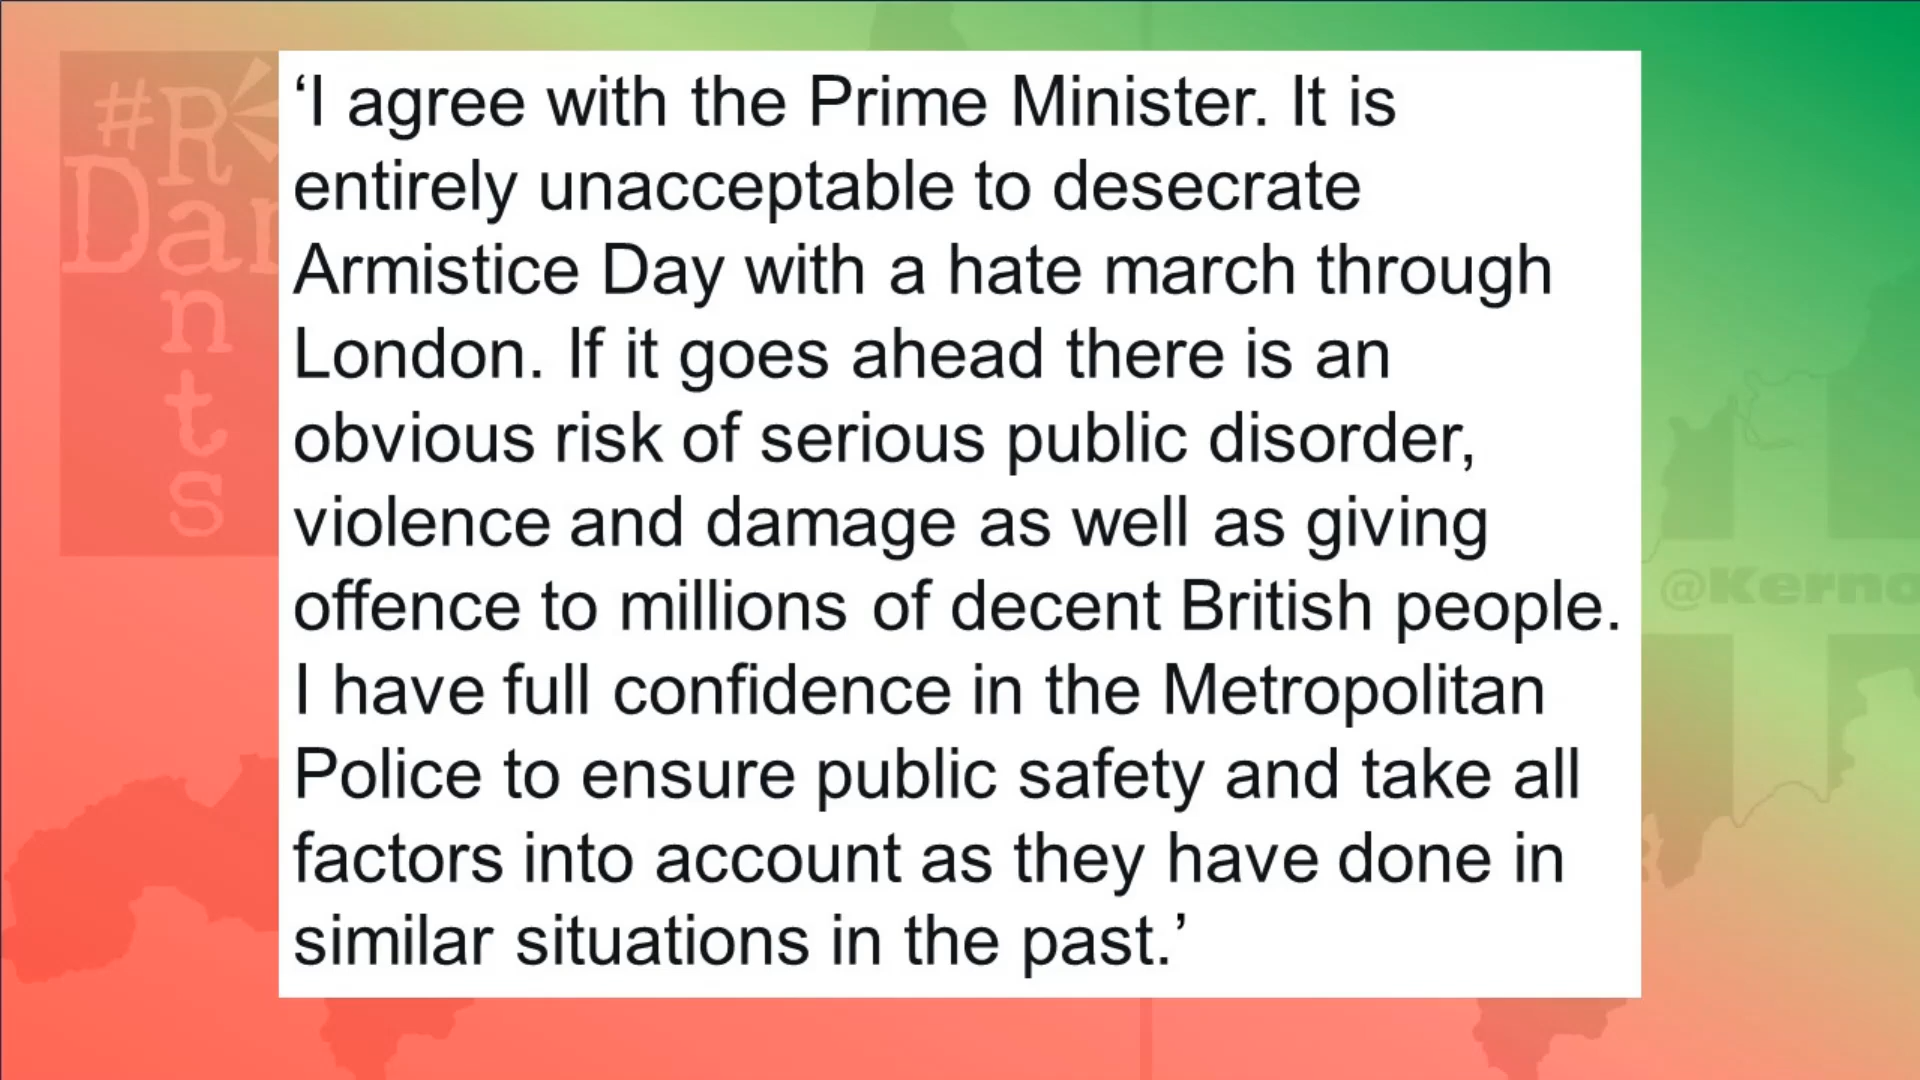 #R
Dan
n
t
s
‘I agree with the Prime Minister. It is
entirely unacceptable to desecrate
Armistice Day with a hate march through
London. If it goes ahead there is an
obvious risk of serious public disorder,
violence and damage as well as giving
offence to millions of decent British people.
I have full confidence in the Metropolitan
Police to ensure public safety and take all
factors into account as they have done in
similar situations in the past.’
@Kerno